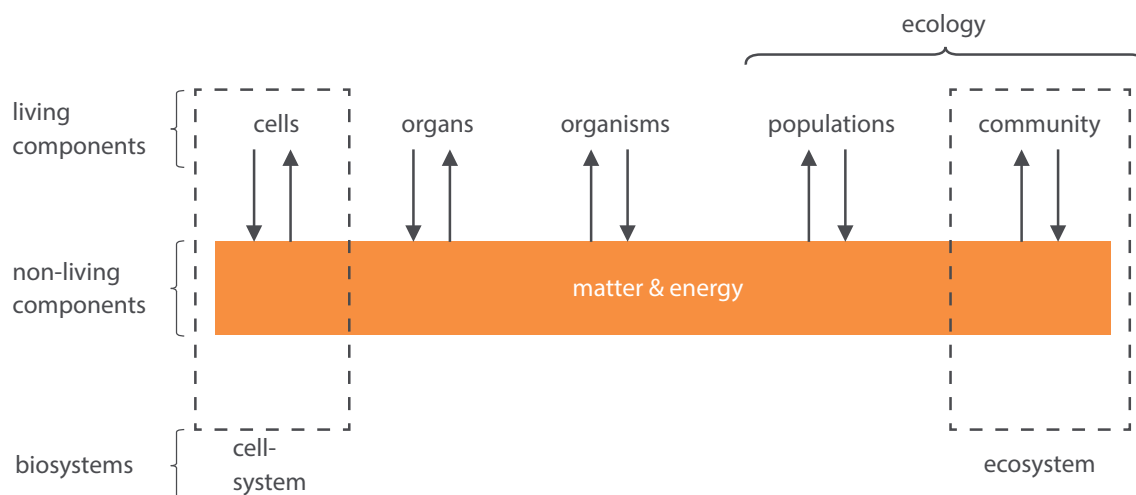 ecology
living
components
cells
organs
organisms
populations
community
non-living
components
matter & energy
biosystems
cell-
system
ecosystem